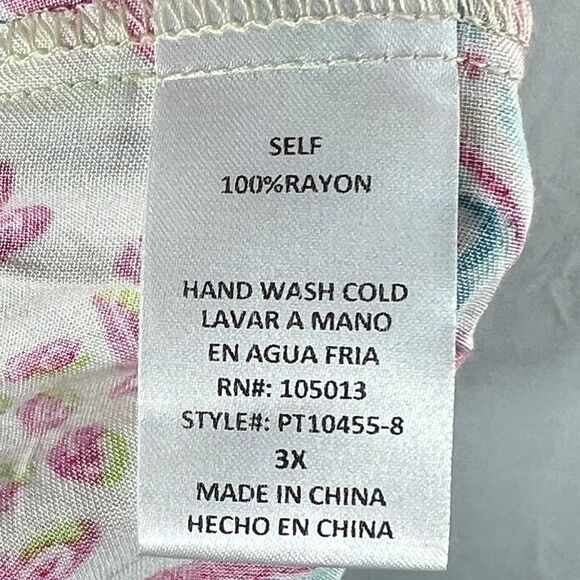 SELF
100%RAYON
HAND WASH COLD
LAVAR A MANO
EN AGUA FRIA
RN#: 105013
STYLE#: PT10455-8
3X
MADE IN CHINA
HECHO EN CHINA